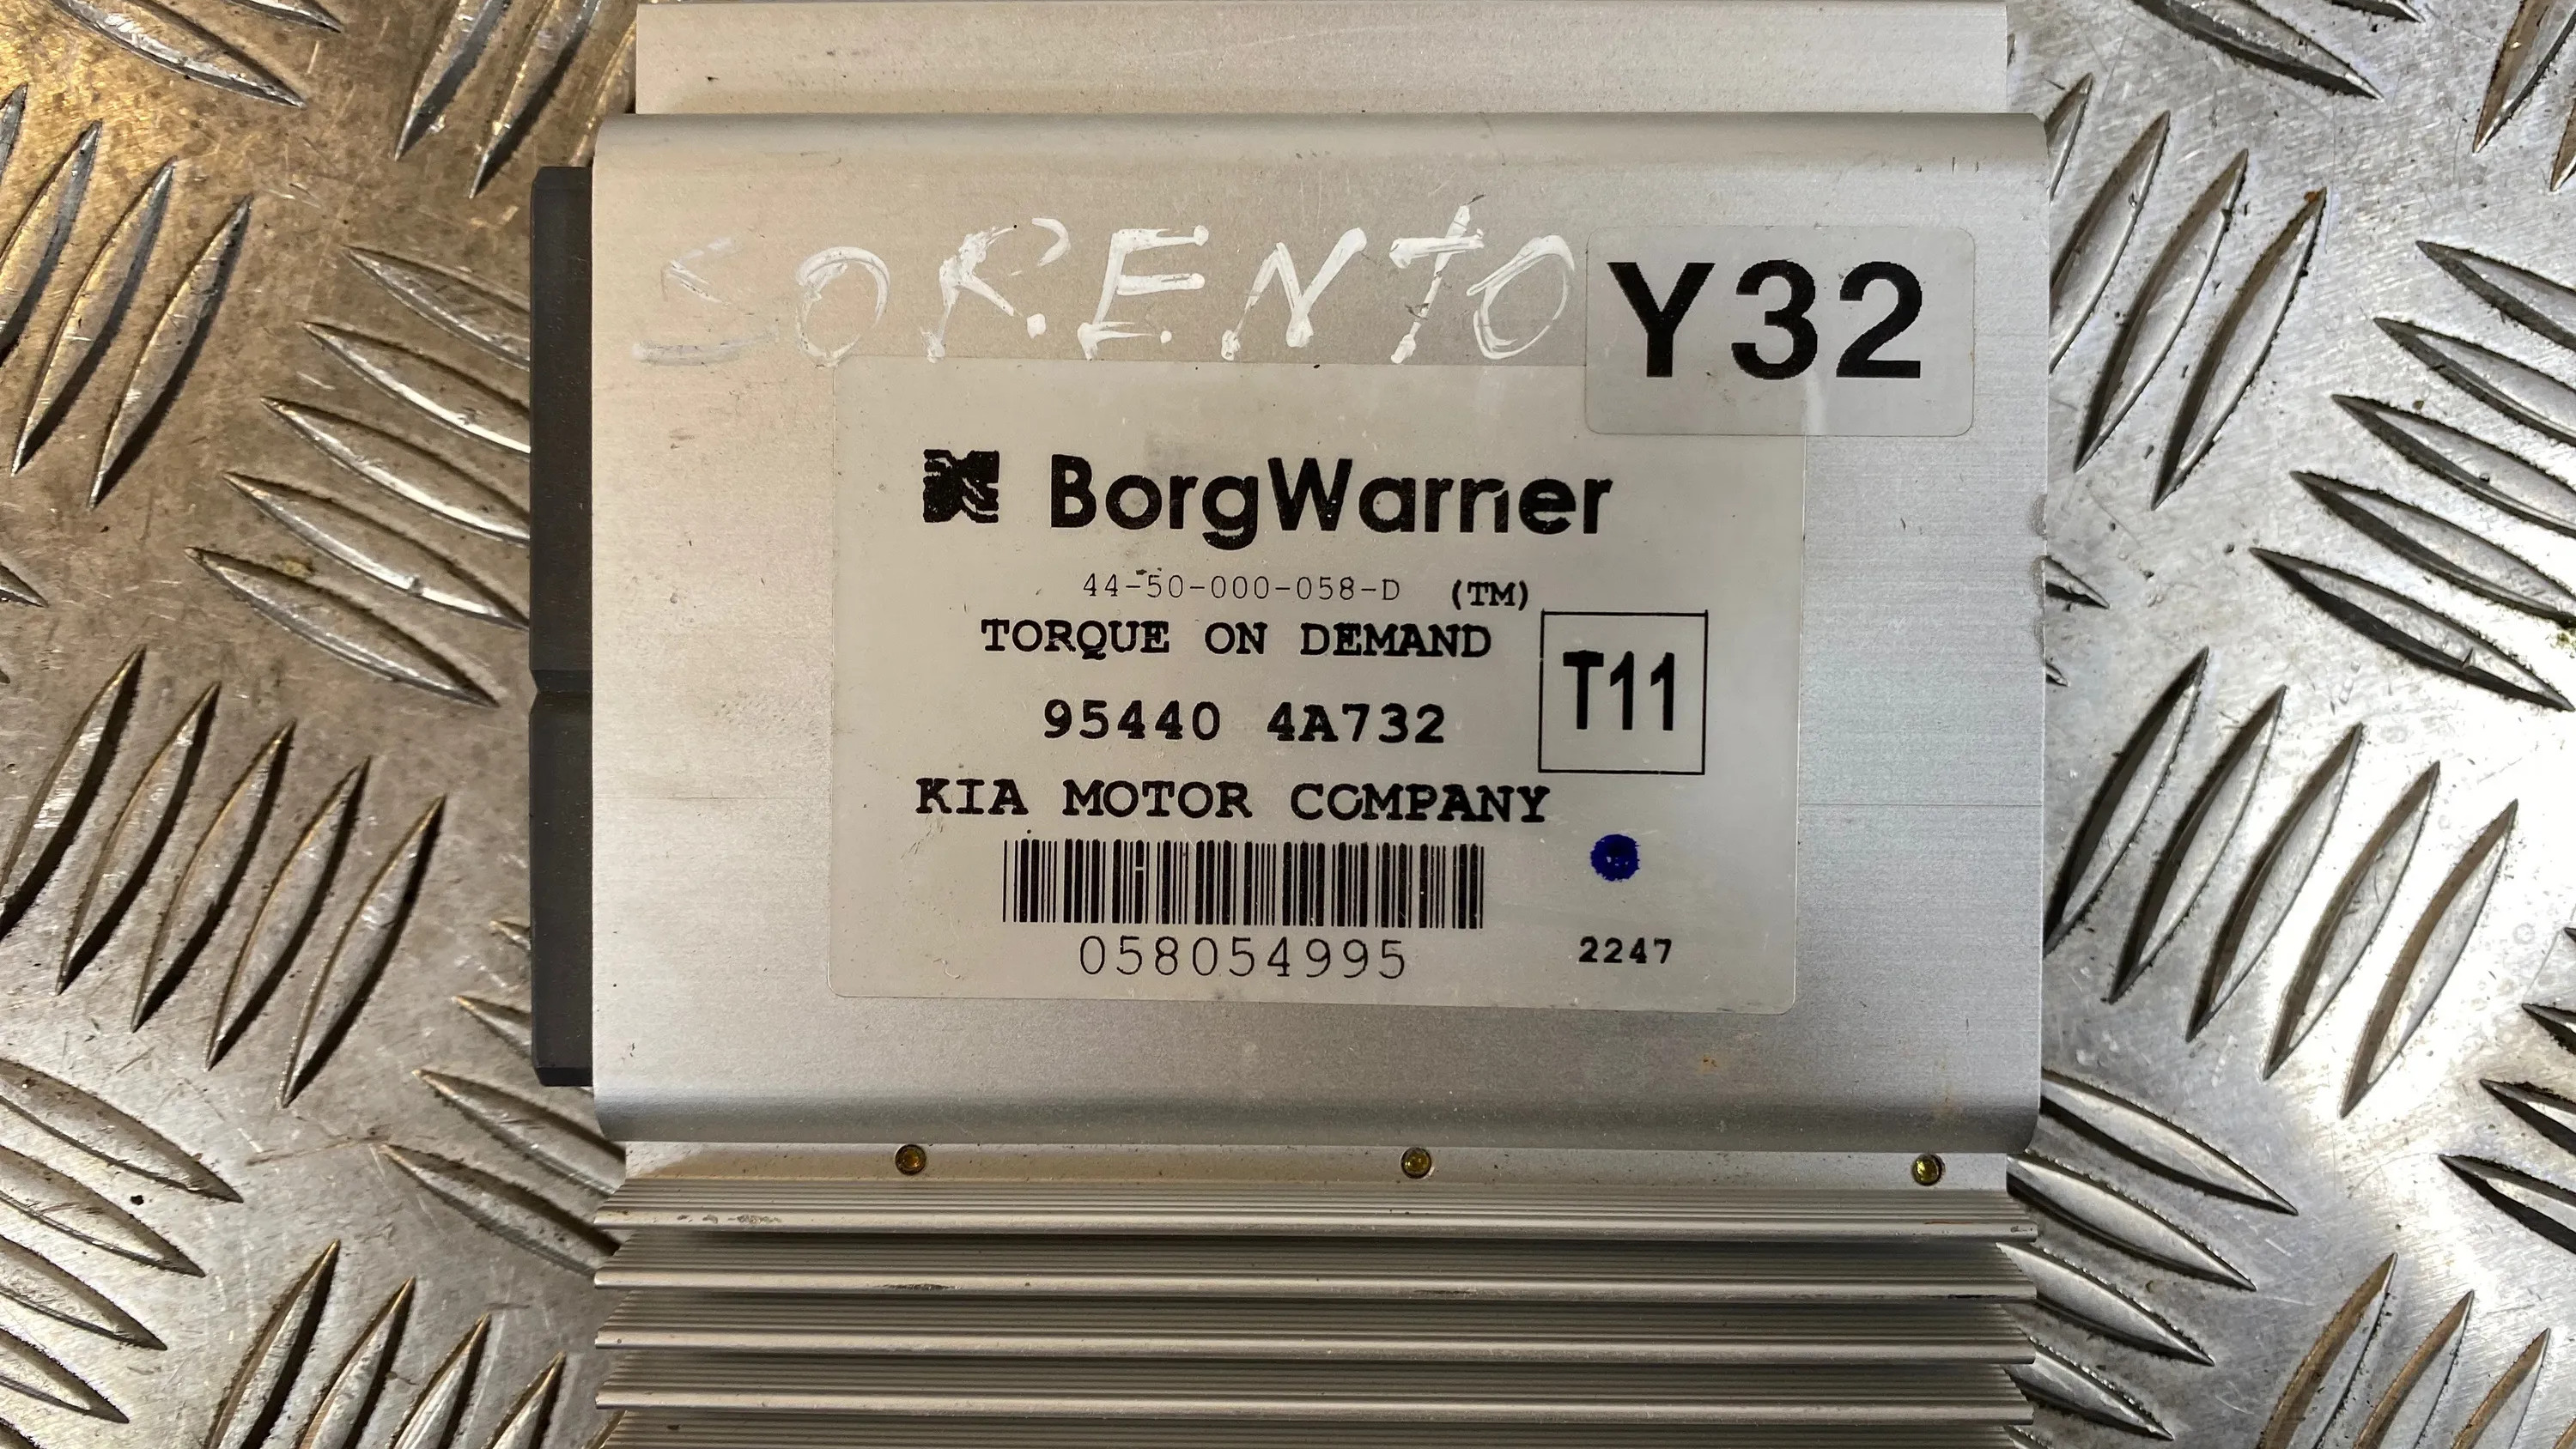 SORENTO
Y32
BorgWarner
44-50-000-058-D (TM)
TORQUE ON DEMAND
T11
95440 4A732
KIA MOTOR COMPANY
058054995
2247